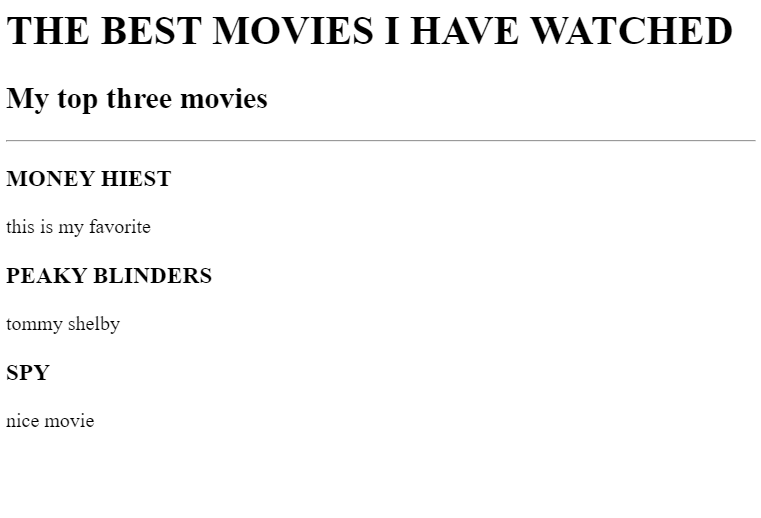 THE BEST MOVIES I HAVE WATCHED
My top three movies
MONEY HIEST
this is my favorite
PEAKY BLINDERS
tommy shelby
SPY
nice movie